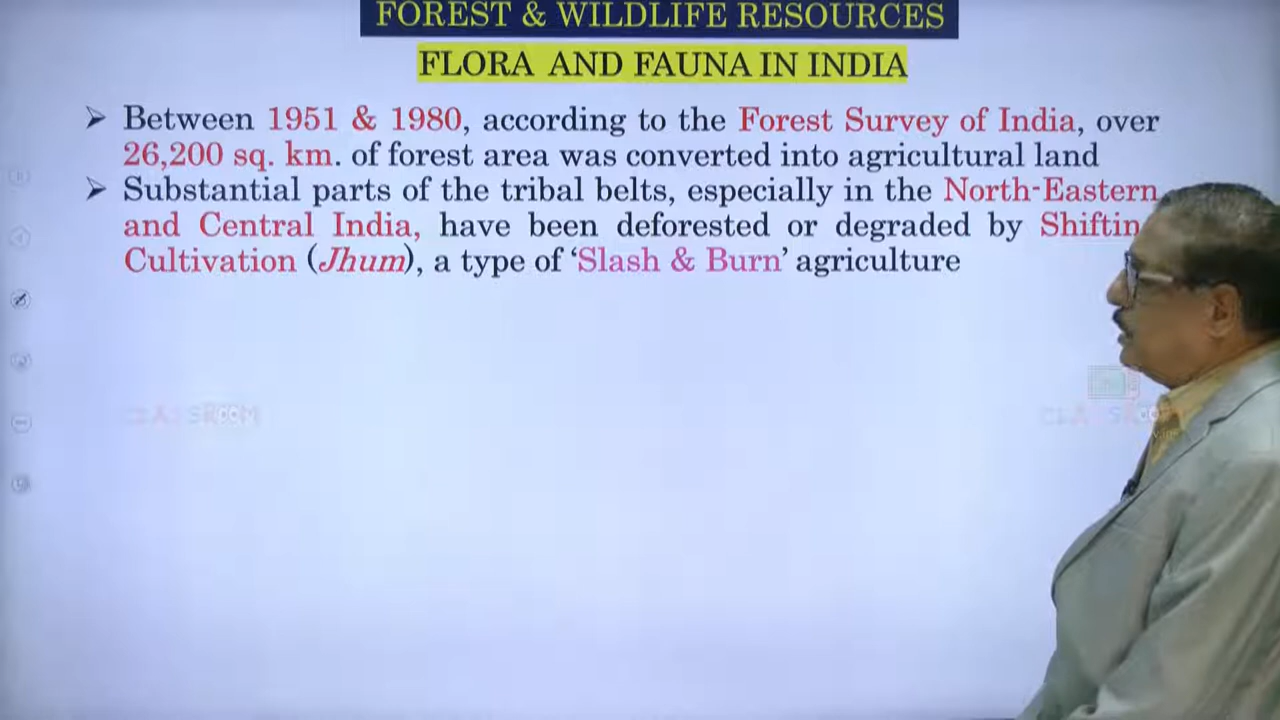 FOREST & WILDLIFE RESOURCES
FLORA AND FAUNA IN INDIA
➢ Between 1951 & 1980, according to the Forest Survey of India, over
26,200 sq. km. of forest area was converted into agricultural land
➢ Substantial parts of the tribal belts, especially in the North-Eastern
and Central India, have been deforested or degraded by Shiftin
Cultivation (Jhum), a type of ‘Slash & Burn’ agriculture
CLASSROOM